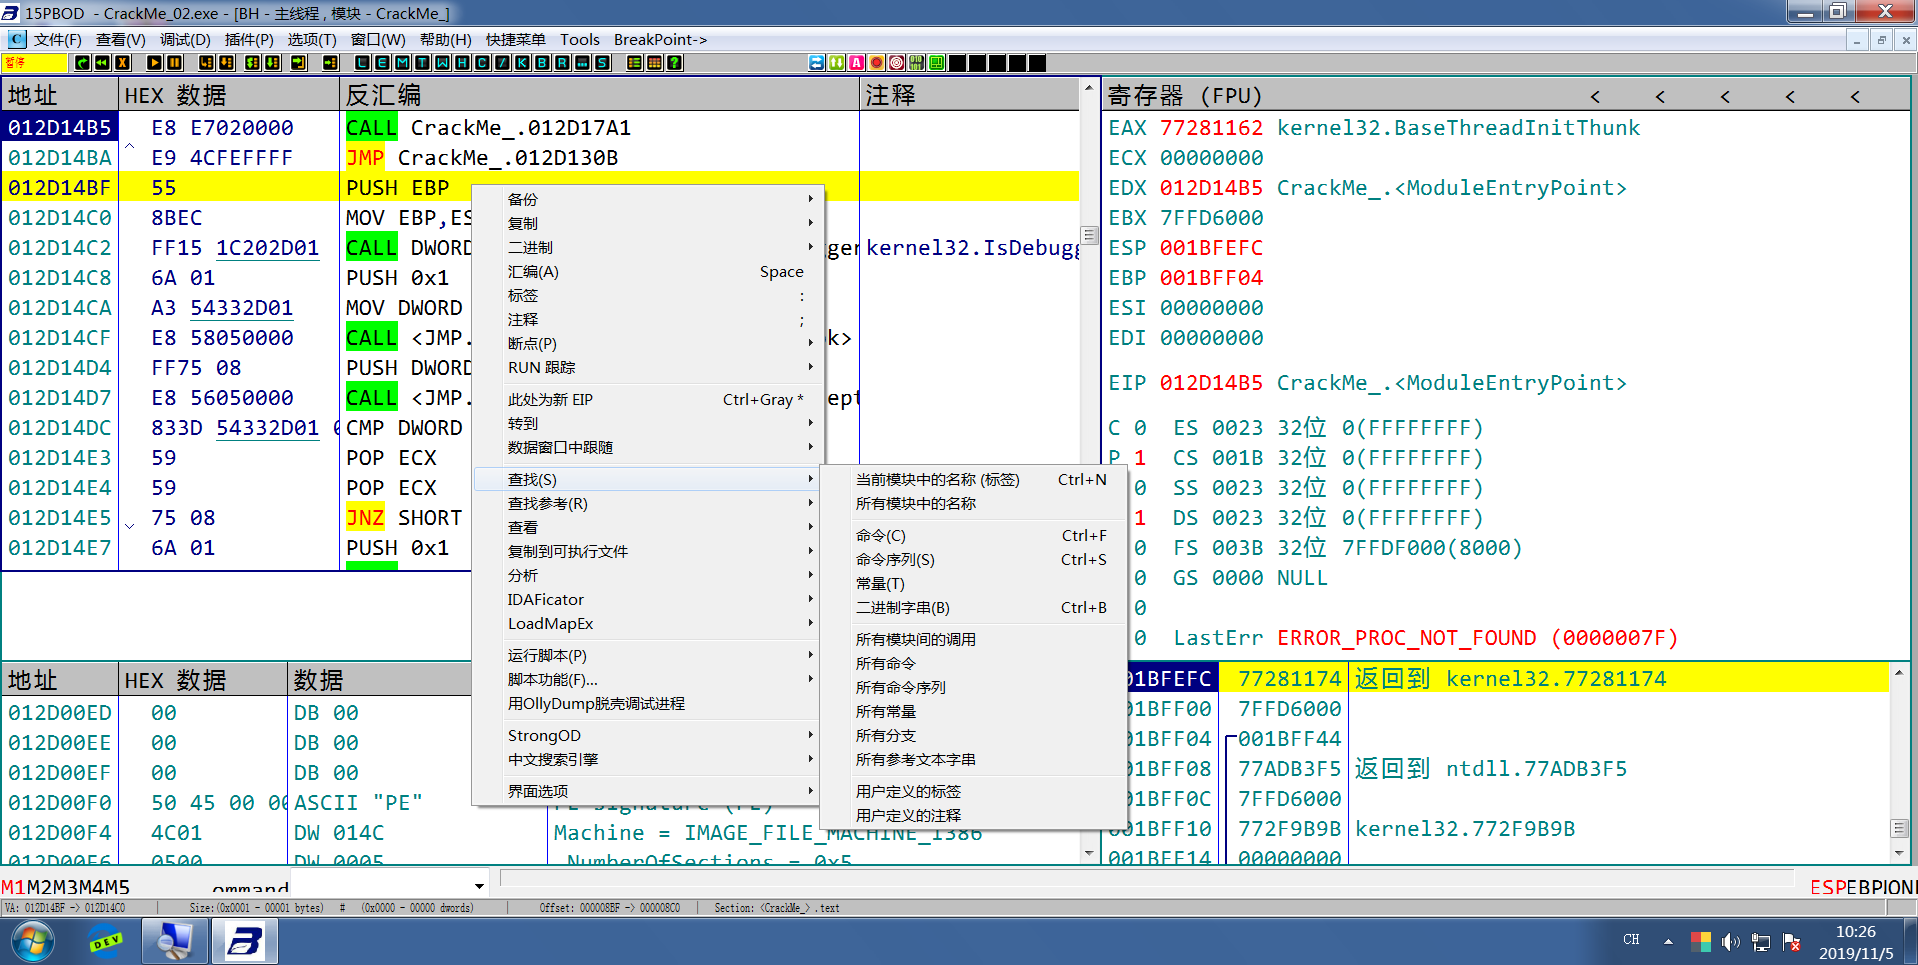 15PBOD - CrackMe_02.exe - [BH - 主线程 , 模块 - CrackMe_]
文件(F) 查看(V) 调试(D) 插件(P) 选项(T) 窗口(W) 帮助(H) 快捷菜单 Tools BreakPoint->
暂停 L E M T W H C / K B R ... S
地址 HEX 数据 反汇编 注释
012D14B5 E8 E7020000 CALL CrackMe_.012D17A1
012D14BA E9 4CFEFFFF JMP CrackMe_.012D130B
012D14BF 55 PUSH EBP
012D14C0 8BEC MOV EBP,ES
012D14C2 FF15 1C202D01 CALL DWORD gger kernel32.IsDebugg
012D14C8 6A 01 PUSH 0x1
012D14CA A3 54332D01 MOV DWORD
012D14CF E8 58050000 CALL <JMP. k>
012D14D4 FF75 08 PUSH DWORD
012D14D7 E8 56050000 CALL <JMP. ept
012D14DC 833D 54332D01 0 CMP DWORD
012D14E3 59 POP ECX
012D14E4 59 POP ECX
012D14E5 75 08 JNZ SHORT
012D14E7 6A 01 PUSH 0x1
寄存器 (FPU) < < < < <
EAX 77281162 kernel32.BaseThreadInitThunk
ECX 00000000
EDX 012D14B5 CrackMe_.<ModuleEntryPoint>
EBX 7FFD6000
ESP 001BFEFC
EBP 001BFF04
ESI 00000000
EDI 00000000
EIP 012D14B5 CrackMe_.<ModuleEntryPoint>
C 0 ES 0023 32位 0(FFFFFFFF)
P 1 CS 001B 32位 0(FFFFFFFF)
0 SS 0023 32位 0(FFFFFFFF)
1 DS 0023 32位 0(FFFFFFFF)
0 FS 003B 32位 7FFDF000(8000)
0 GS 0000 NULL
0
0 LastErr ERROR_PROC_NOT_FOUND (0000007F)
备份
复制
二进制
汇编(A) Space
标签 :
注释 ;
断点(P)
RUN 跟踪
此处为新 EIP Ctrl+Gray *
转到
数据窗口中跟随
查找(S)
查找参考(R)
查看
复制到可执行文件
分析
IDAFicator
LoadMapEx
运行脚本(P)
脚本功能(F)...
用OllyDump脱壳调试进程
StrongOD
中文搜索引擎
界面选项
当前模块中的名称 (标签) Ctrl+N
所有模块中的名称
命令(C) Ctrl+F
命令序列(S) Ctrl+S
常量(T)
二进制字串(B) Ctrl+B
所有模块间的调用
所有命令
所有命令序列
所有常量
所有分支
所有参考文本字串
用户定义的标签
用户定义的注释
地址 HEX 数据 数据
012D00ED 00 DB 00
012D00EE 00 DB 00
012D00EF 00 DB 00
012D00F0 50 45 00 00 ASCII "PE" PE signature (PE)
012D00F4 4C01 DW 014C Machine = IMAGE_FILE_MACHINE_I386
012D00F6 0500 DW 0005 NumberOfSections = 0x5
01BFEFC 77281174 返回到 kernel32.77281174
01BFF00 7FFD6000
01BFF04 001BFF44
01BFF08 77ADB3F5 返回到 ntdll.77ADB3F5
01BFF0C 7FFD6000
001BFF10 772F9B9B kernel32.772F9B9B
001BFF14 00000000
M1M2M3M4M5 ommand ESPEBPION
VA: 012D14BF -> 012D14C0 Size:(0x0001 - 00001 bytes) # (0x0000 - 00000 dwords) Offset: 000008BF -> 000008C0 Section: <CrackMe_> .text
DEV
CH
10:26
2019/11/5